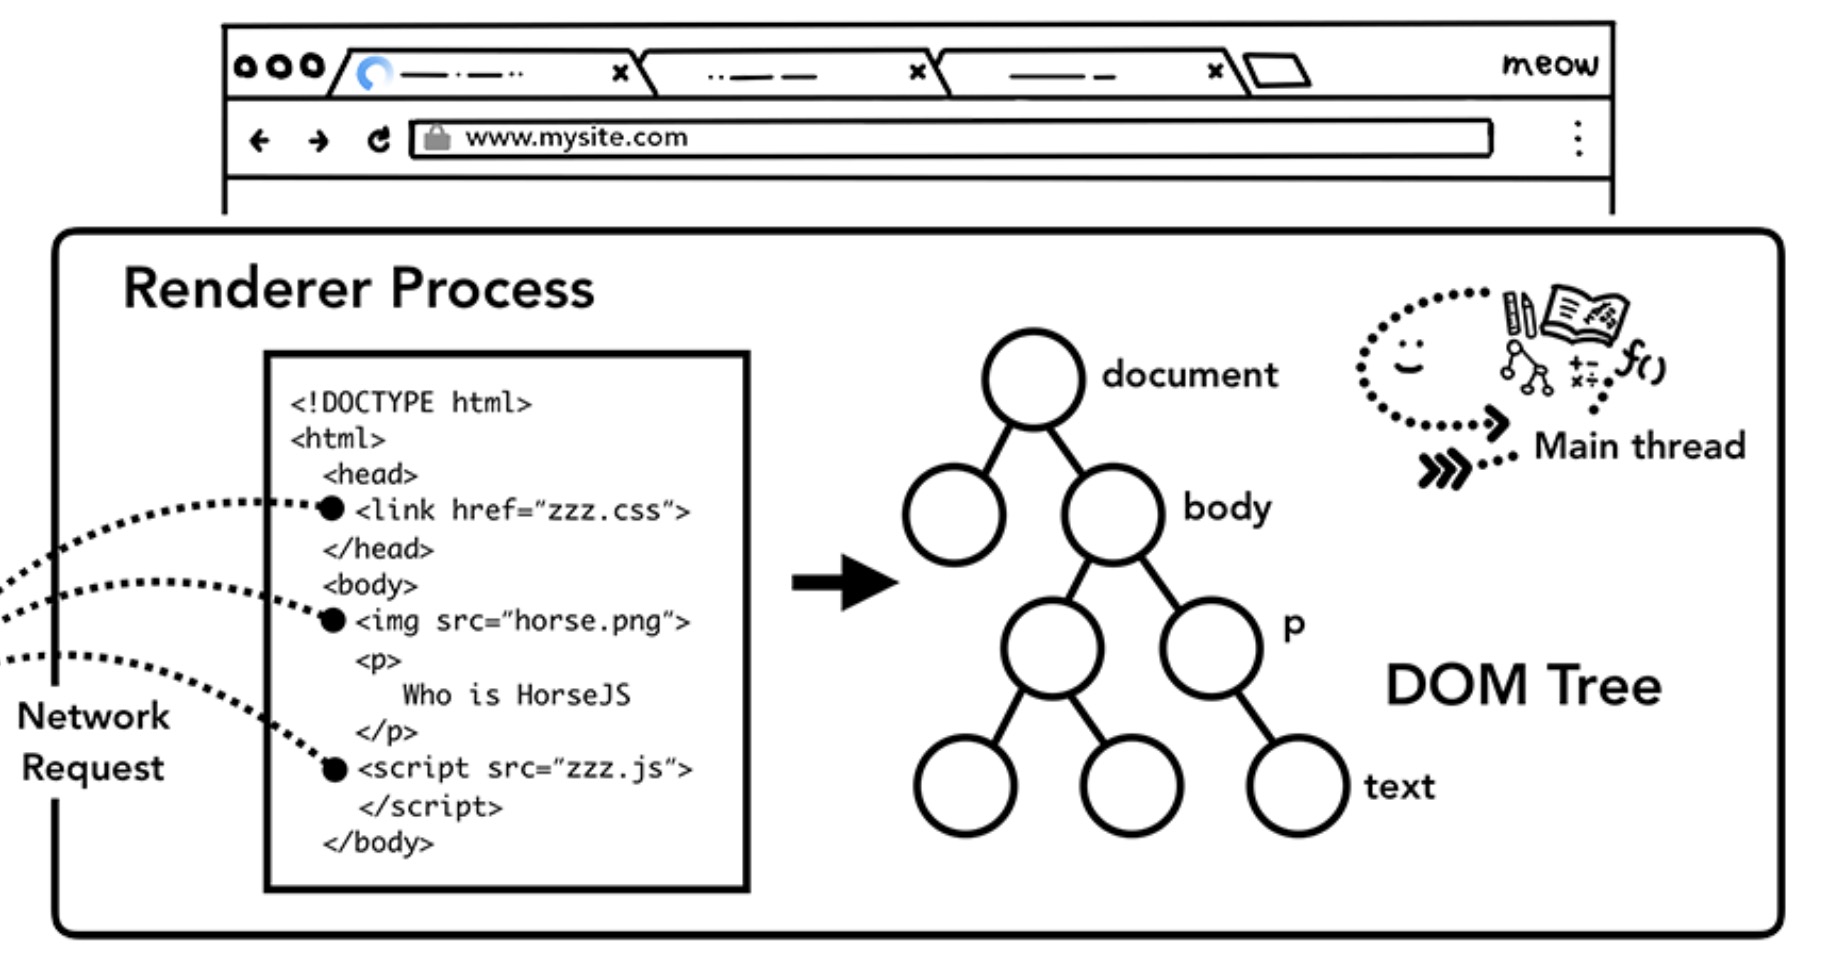 meow
www.mysite.com
Renderer Process
<!DOCTYPE html>
<html>
<head>
<link href="zzz.css">
</head>
<body>
<img src="horse.png">
<p>
Who is HorseJS
</p>
<script src="zzz.js">
</script>
</body>
Network
Request
document
body
p
text
DOM Tree
f()
+-
×÷
Main thread